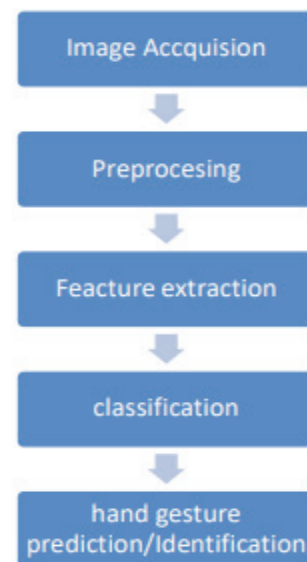 Image Accquision
Preprocesing
Feacture extraction
classification
hand gesture
prediction/Identification